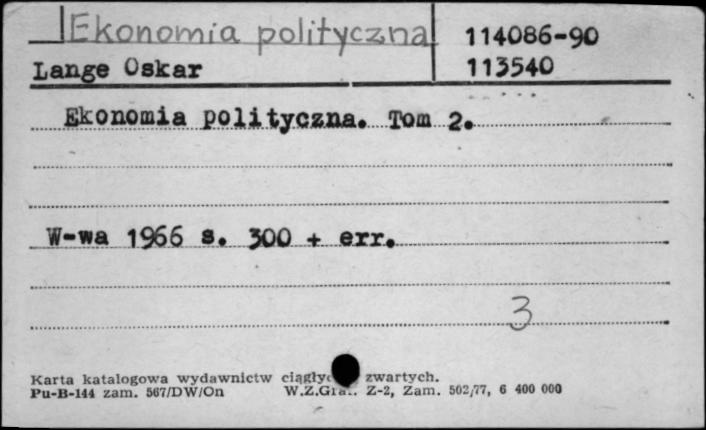 Ekonomia polityczna
114086-90
Lange Oskar
113540
Ekonomia polityczna. Tom 2.
W-wa 1966 s. 300 + err.
3
Karta katalogowa wydawnictw zwartych.
Pu-B-144 zam. 567/DW/On W.Z.Graf. Z-2, Zam. 502/77, 6 400 000